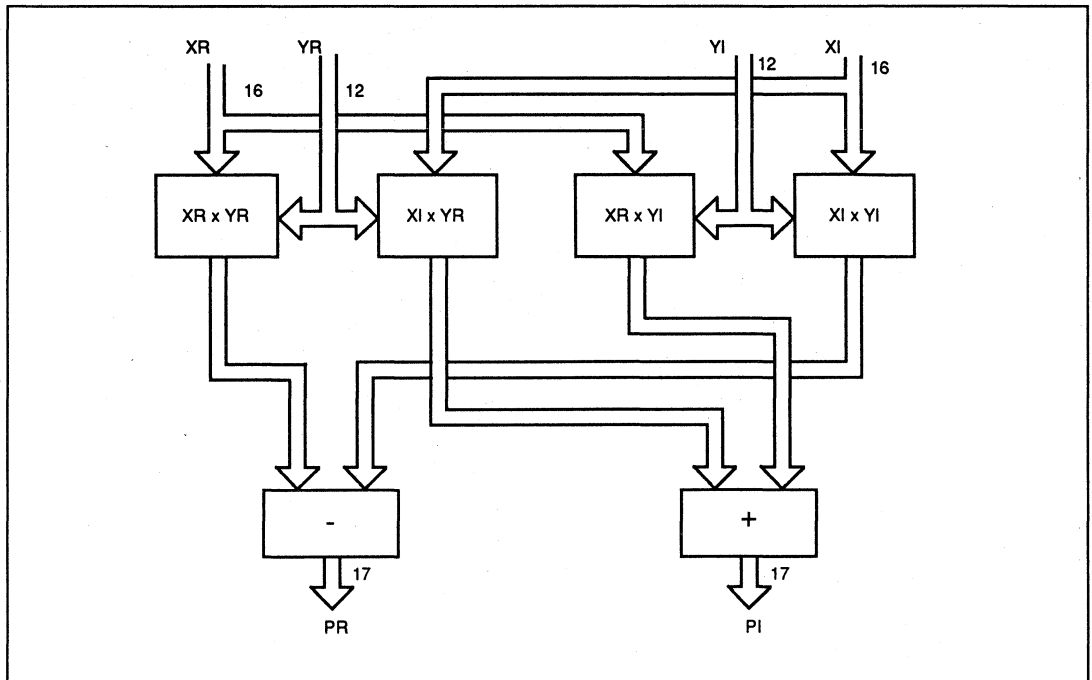 XR YR YI XI
16 12 12 16
XR x YR XI x YR XR x YI XI x YI
- +
17 17
PR PI